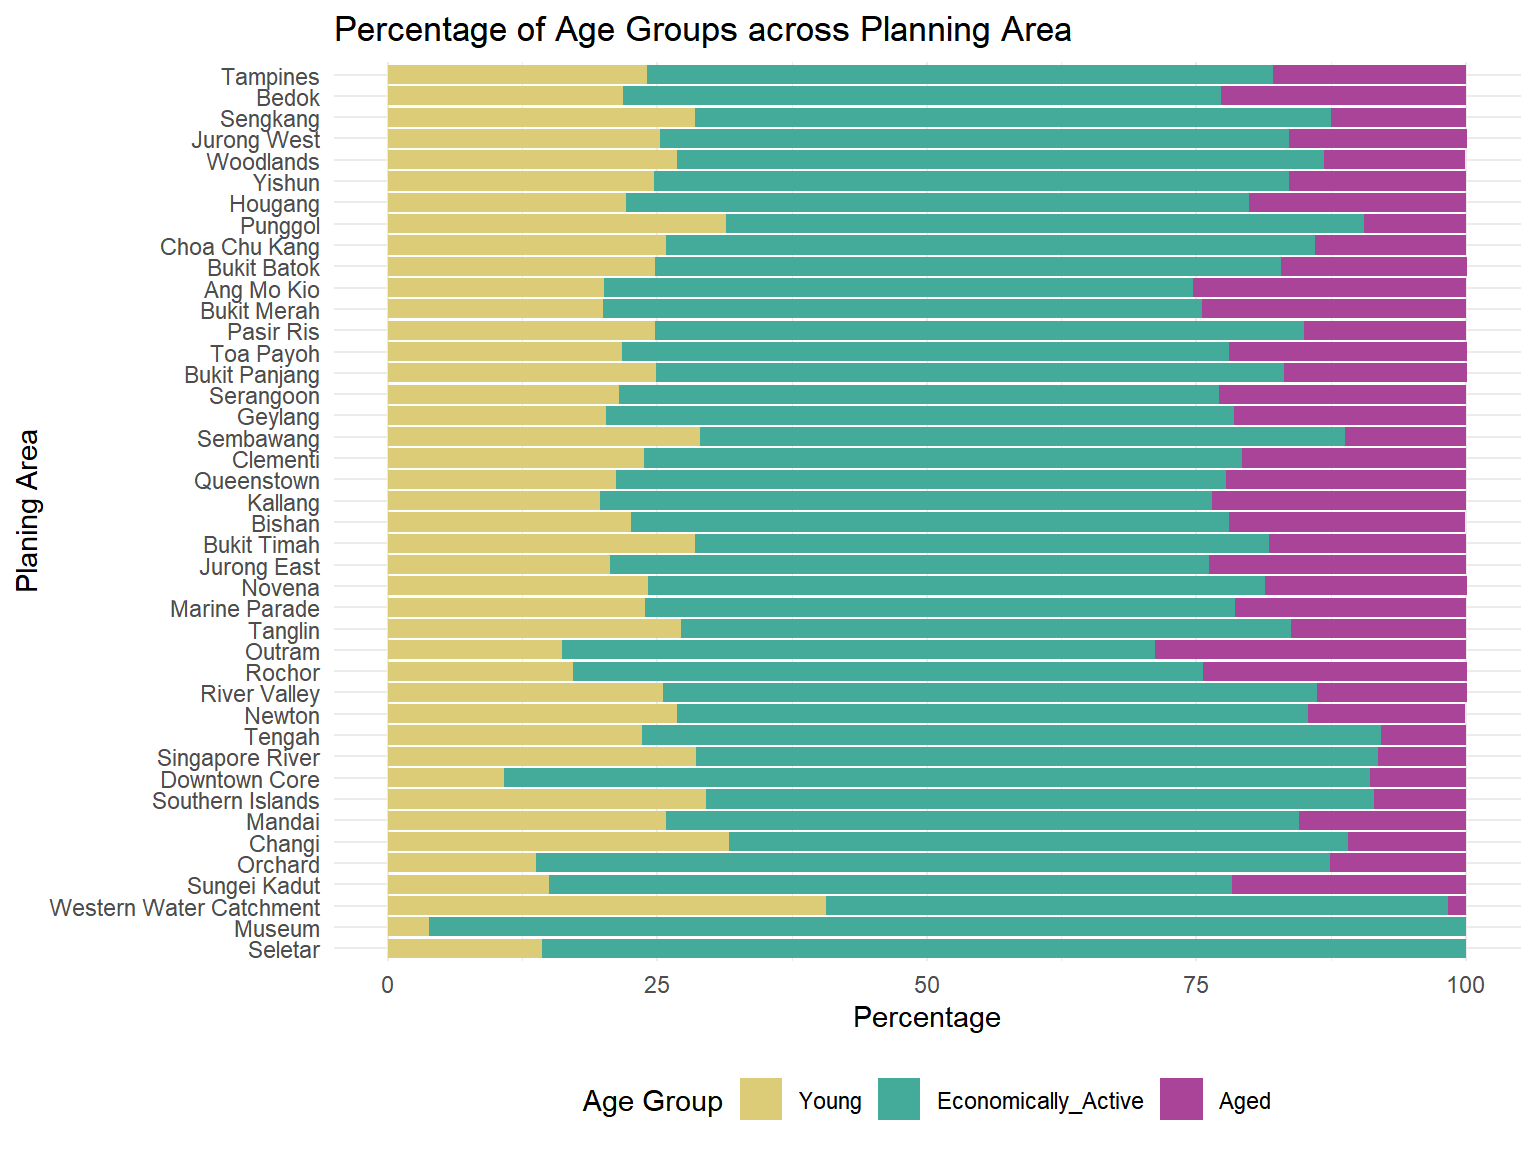 Percentage of Age Groups across Planning Area
Planing Area
Tampines
Bedok
Sengkang
Jurong West
Woodlands
Yishun
Hougang
Punggol
Choa Chu Kang
Bukit Batok
Ang Mo Kio
Bukit Merah
Pasir Ris
Toa Payoh
Bukit Panjang
Serangoon
Geylang
Sembawang
Clementi
Queenstown
Kallang
Bishan
Bukit Timah
Jurong East
Novena
Marine Parade
Tanglin
Outram
Rochor
River Valley
Newton
Tengah
Singapore River
Downtown Core
Southern Islands
Mandai
Changi
Orchard
Sungei Kadut
Western Water Catchment
Museum
Seletar
0 25 50 75 100
Percentage
Age Group Young Economically_Active Aged